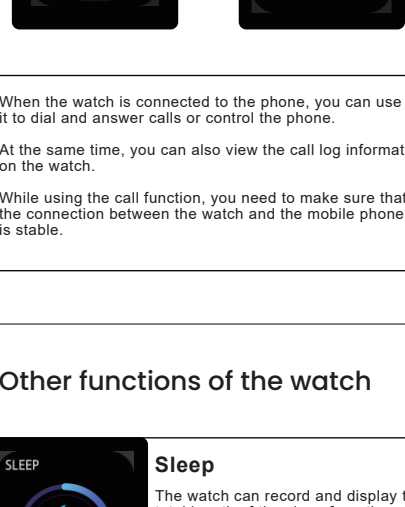 When the watch is connected to the phone, you can use
it to dial and answer calls or control the phone.
At the same time, you can also view the call log informat
on the watch.
While using the call function, you need to make sure that
the connection between the watch and the mobile phone
is stable.
Other functions of the watch
SLEEP
Sleep
The watch can record and display t